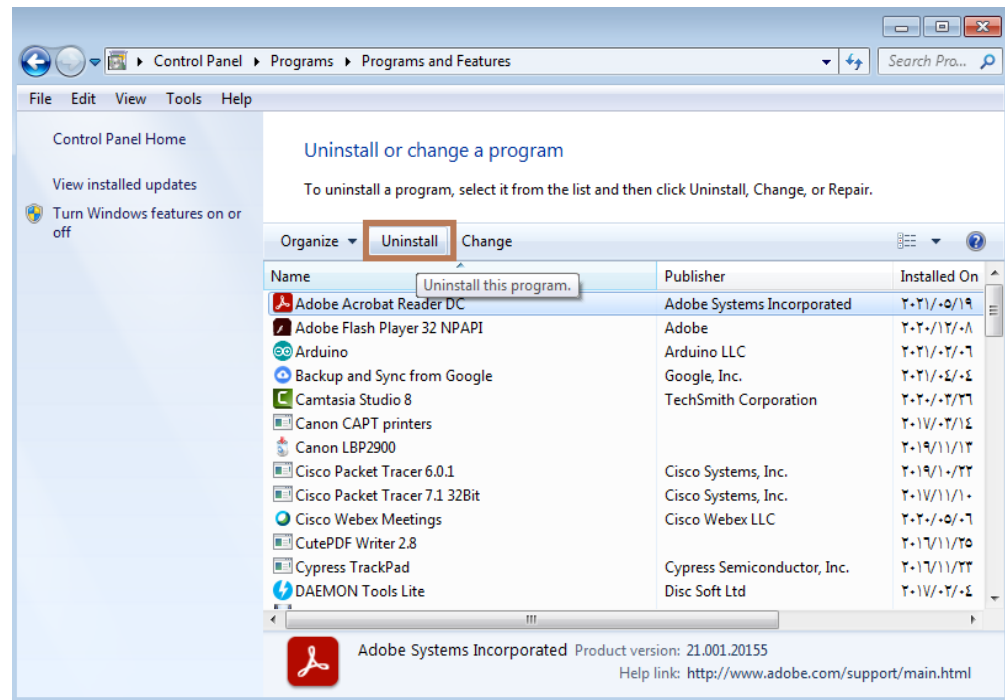 Control Panel Programs Programs and Features Search Pro...
File Edit View Tools Help
Control Panel Home
View installed updates
Turn Windows features on or
off
Uninstall or change a program
To uninstall a program, select it from the list and then click Uninstall, Change, or Repair.
Organize Uninstall Change
Name Publisher Installed On
Uninstall this program.
Adobe Acrobat Reader DC Adobe Systems Incorporated ٢٠٢١/٠٥/١٩
Adobe Flash Player 32 NPAPI Adobe ٢٠٢٠/١٢/٠٨
Arduino Arduino LLC ٢٠٢١/٠٢/٠٦
Backup and Sync from Google Google, Inc. ٢٠٢١/٠٤/٠٤
Camtasia Studio 8 TechSmith Corporation ٢٠٢٠/٠٣/٢٦
Canon CAPT printers ٢٠١٧/٠٣/١٤
Canon LBP2900 ٢٠١٩/١١/١٣
Cisco Packet Tracer 6.0.1 Cisco Systems, Inc. ٢٠١٩/١٠/٢٢
Cisco Packet Tracer 7.1 32Bit Cisco Systems, Inc. ٢٠١٧/١١/١٠
Cisco Webex Meetings Cisco Webex LLC ٢٠٢٠/٠٥/٠٦
CutePDF Writer 2.8 ٢٠١٦/١١/٢٥
Cypress TrackPad Cypress Semiconductor, Inc. ٢٠١٦/١١/٢٣
DAEMON Tools Lite Disc Soft Ltd ٢٠١٧/٠٢/٠٤
Adobe Systems Incorporated Product version: 21.001.20155
Help link: http://www.adobe.com/support/main.html